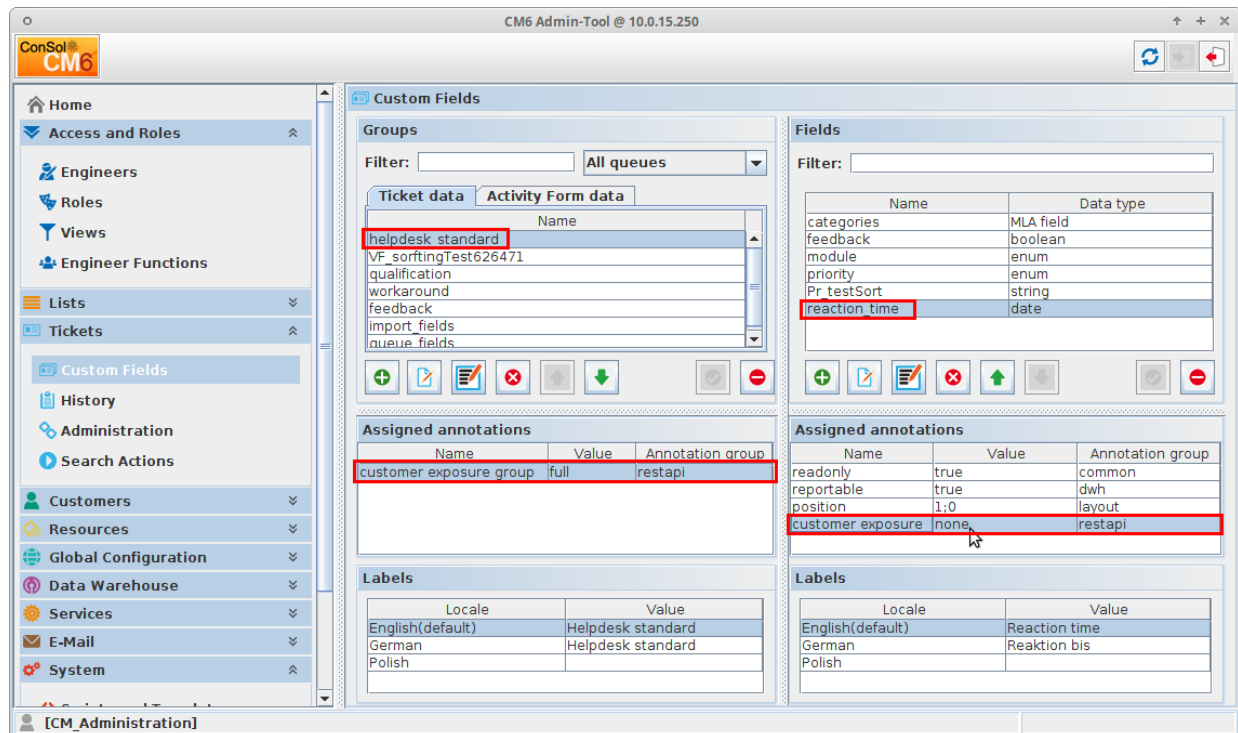 CM6 Admin-Tool @ 10.0.15.250
ConSol
CM6
Home
Access and Roles
Engineers
Roles
Views
Engineer Functions
Lists
Tickets
Custom Fields
History
Administration
Search Actions
Customers
Resources
Global Configuration
Data Warehouse
Services
E-Mail
System
Custom Fields
Groups
Filter:
All queues
Ticket data
Activity Form data
Name
helpdesk_standard
VF_sorftingTest626471
qualification
workaround
feedback
import_fields
queue_fields
Assigned annotations
Name Value Annotation group
customer exposure group full restapi
Labels
Locale Value
English(default) Helpdesk standard
German Helpdesk standard
Polish
Fields
Filter:
Name Data type
categories MLA field
feedback boolean
module enum
priority enum
Pr_testSort string
reaction_time date
Assigned annotations
Name Value Annotation group
readonly true common
reportable true dwh
position 1;0 layout
customer exposure none restapi
Labels
Locale Value
English(default) Reaction time
German Reaktion bis
Polish
[CM_Administration]